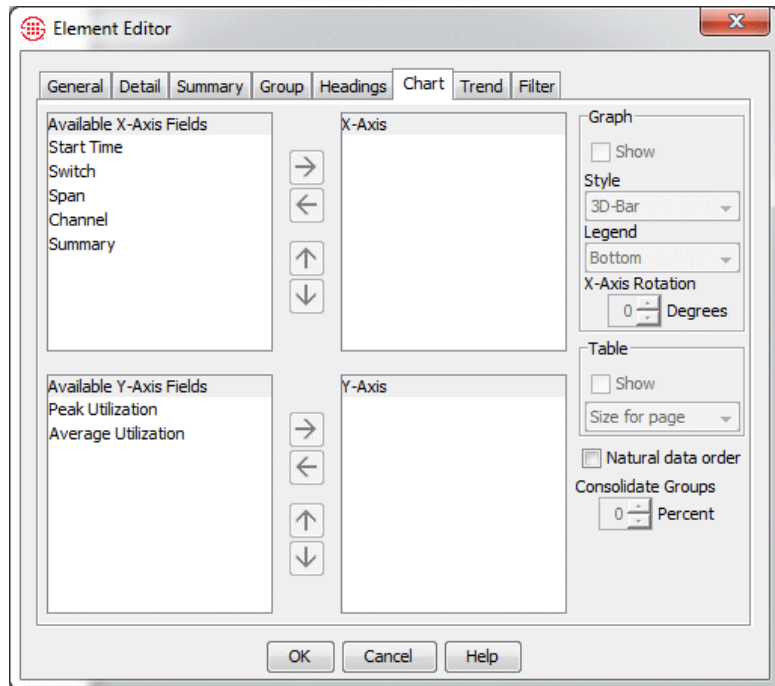 Element Editor
General Detail Summary Group Headings Chart Trend Filter
Available X-Axis Fields
Start Time
Switch
Span
Channel
Summary
X-Axis
Graph
Show
Style
3D-Bar
Legend
Bottom
X-Axis Rotation
0 Degrees
Table
Show
Size for page
Natural data order
Consolidate Groups
0 Percent
Available Y-Axis Fields
Peak Utilization
Average Utilization
Y-Axis
OK Cancel Help